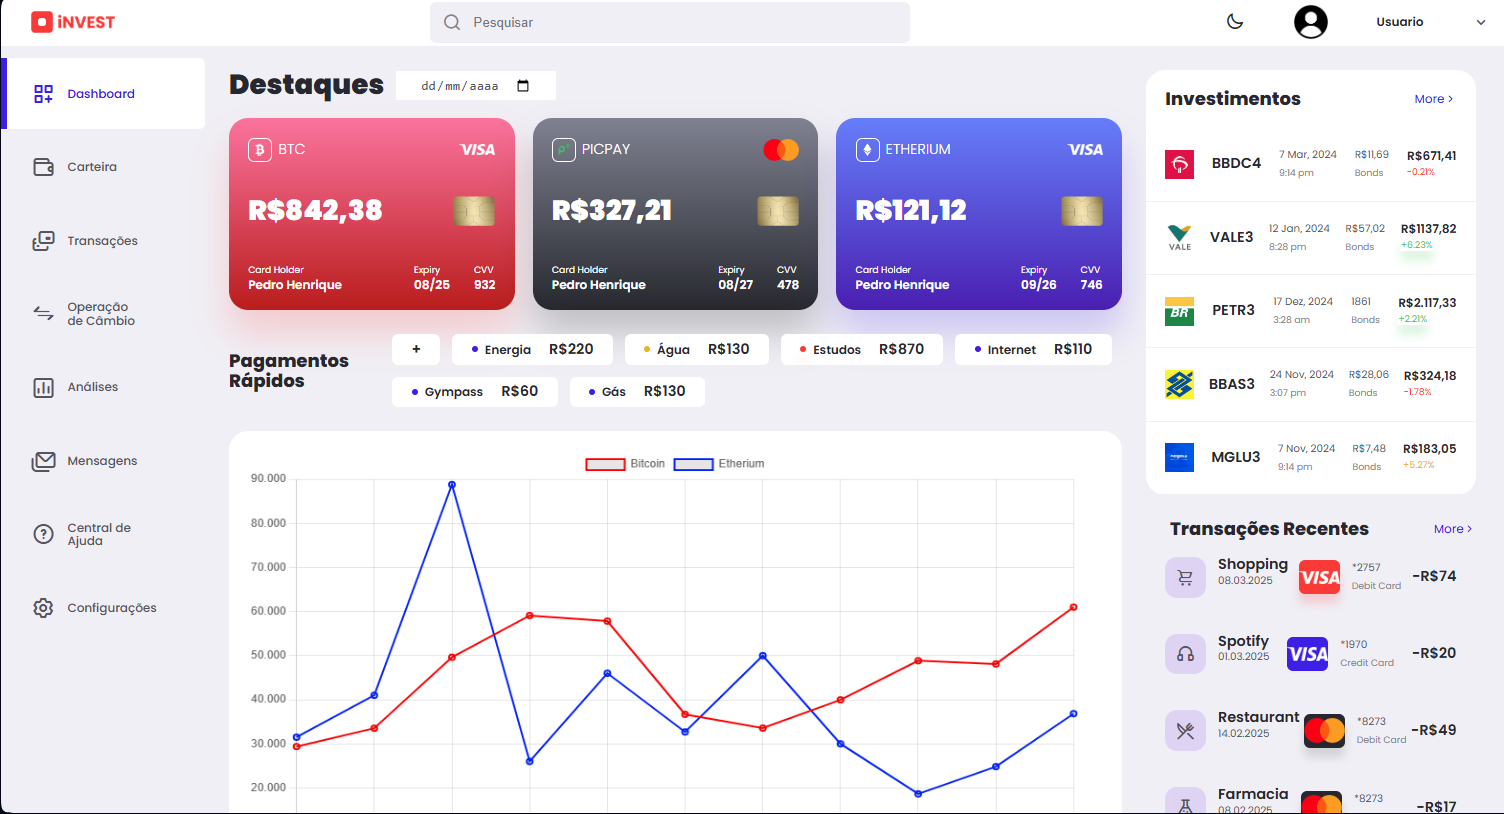 iNVEST
Pesquisar
Usuario
Dashboard
Carteira
Transações
Operação
de Câmbio
Análises
Mensagens
Central de
Ajuda
Configurações
Destaques
dd/mm/aaaa
BTC
VISA
R$842,38
Card Holder
Expiry
CVV
Pedro Henrique
08/25
932
PICPAY
R$327,21
Card Holder
Expiry
CVV
Pedro Henrique
08/27
478
ETHERIUM
VISA
R$121,12
Card Holder
Expiry
CVV
Pedro Henrique
09/26
746
Pagamentos
Rápidos
+
Energia R$220
Água R$130
Estudos R$870
Internet R$110
Gympass R$60
Gás R$130
Bitcoin
Etherium
90.000
80.000
70.000
60.000
50.000
40.000
30.000
20.000
Investimentos
More >
BBDC4
7 Mar, 2024
9:14 pm
R$11,69
Bonds
R$671,41
-0.21%
VALE
VALE3
12 Jan, 2024
8:28 pm
R$57,02
Bonds
R$1137,82
+6.23%
BR
PETR3
17 Dez, 2024
3:28 am
1861
Bonds
R$2.117,33
+2.21%
BBAS3
24 Nov, 2024
3:07 pm
R$28,06
Bonds
R$324,18
-1.78%
MGLU3
7 Nov, 2024
9:14 pm
R$7,48
Bonds
R$183,05
+5.27%
Transações Recentes
More >
Shopping
08.03.2025
VISA
*2757
Debit Card
-R$74
Spotify
01.03.2025
VISA
*1970
Credit Card
-R$20
Restaurant
14.02.2025
*8273
Debit Card
-R$49
Farmacia
08.02.2025
*8273
-R$17